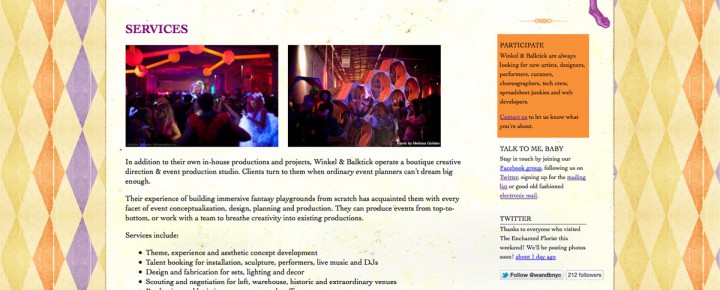 SERVICES
In addition to their own in-house productions and projects, Winkel & Balktick operate a boutique creative
direction & event production studio. Clients turn to them when ordinary event planners can't dream big
enough.
Their experience of building immersive fantasy playgrounds from scratch has acquainted them with every
facet of event conceptualization, design, planning and production. They can produce events from top-to-
bottom, or work with a team to breathe creativity into existing productions.
Services include:
Theme, experience and aesthetic concept development
Talent booking for installation, sculpture, performers, live music and DJs
Design and fabrication for sets, lighting and decor
Scouting and negotiation for loft, warehouse, historic and extraordinary venues
PARTICIPATE
Winkel & Balktick are always
looking for new artists, designers,
performers, curators,
choreographers, tech crew,
spreadsheet junkies and web
developers.
Contact us to let us know what
you're about.
TALK TO ME, BABY
Stay in touch by joining our
Facebook group, following us on
Twitter, signing up for the mailing
list or good old fashioned
electronic mail.
TWITTER
Thanks to everyone who visited
The Enchanted Florist this
weekend! We'll be posting photos
soon! about 1 day ago
Follow @wandbnyc 212 followers